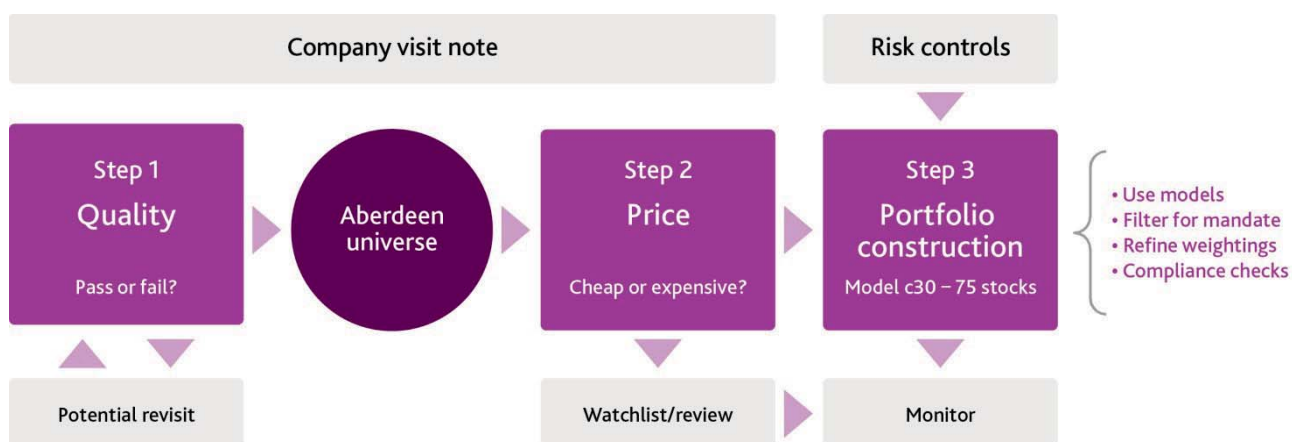 Company visit note
Risk controls
Step 1
Quality
Pass or fail?
Aberdeen
universe
Step 2
Price
Cheap or expensive?
Step 3
Portfolio
construction
Model c30 – 75 stocks
• Use models
• Filter for mandate
• Refine weightings
• Compliance checks
Potential revisit
Watchlist/review
Monitor